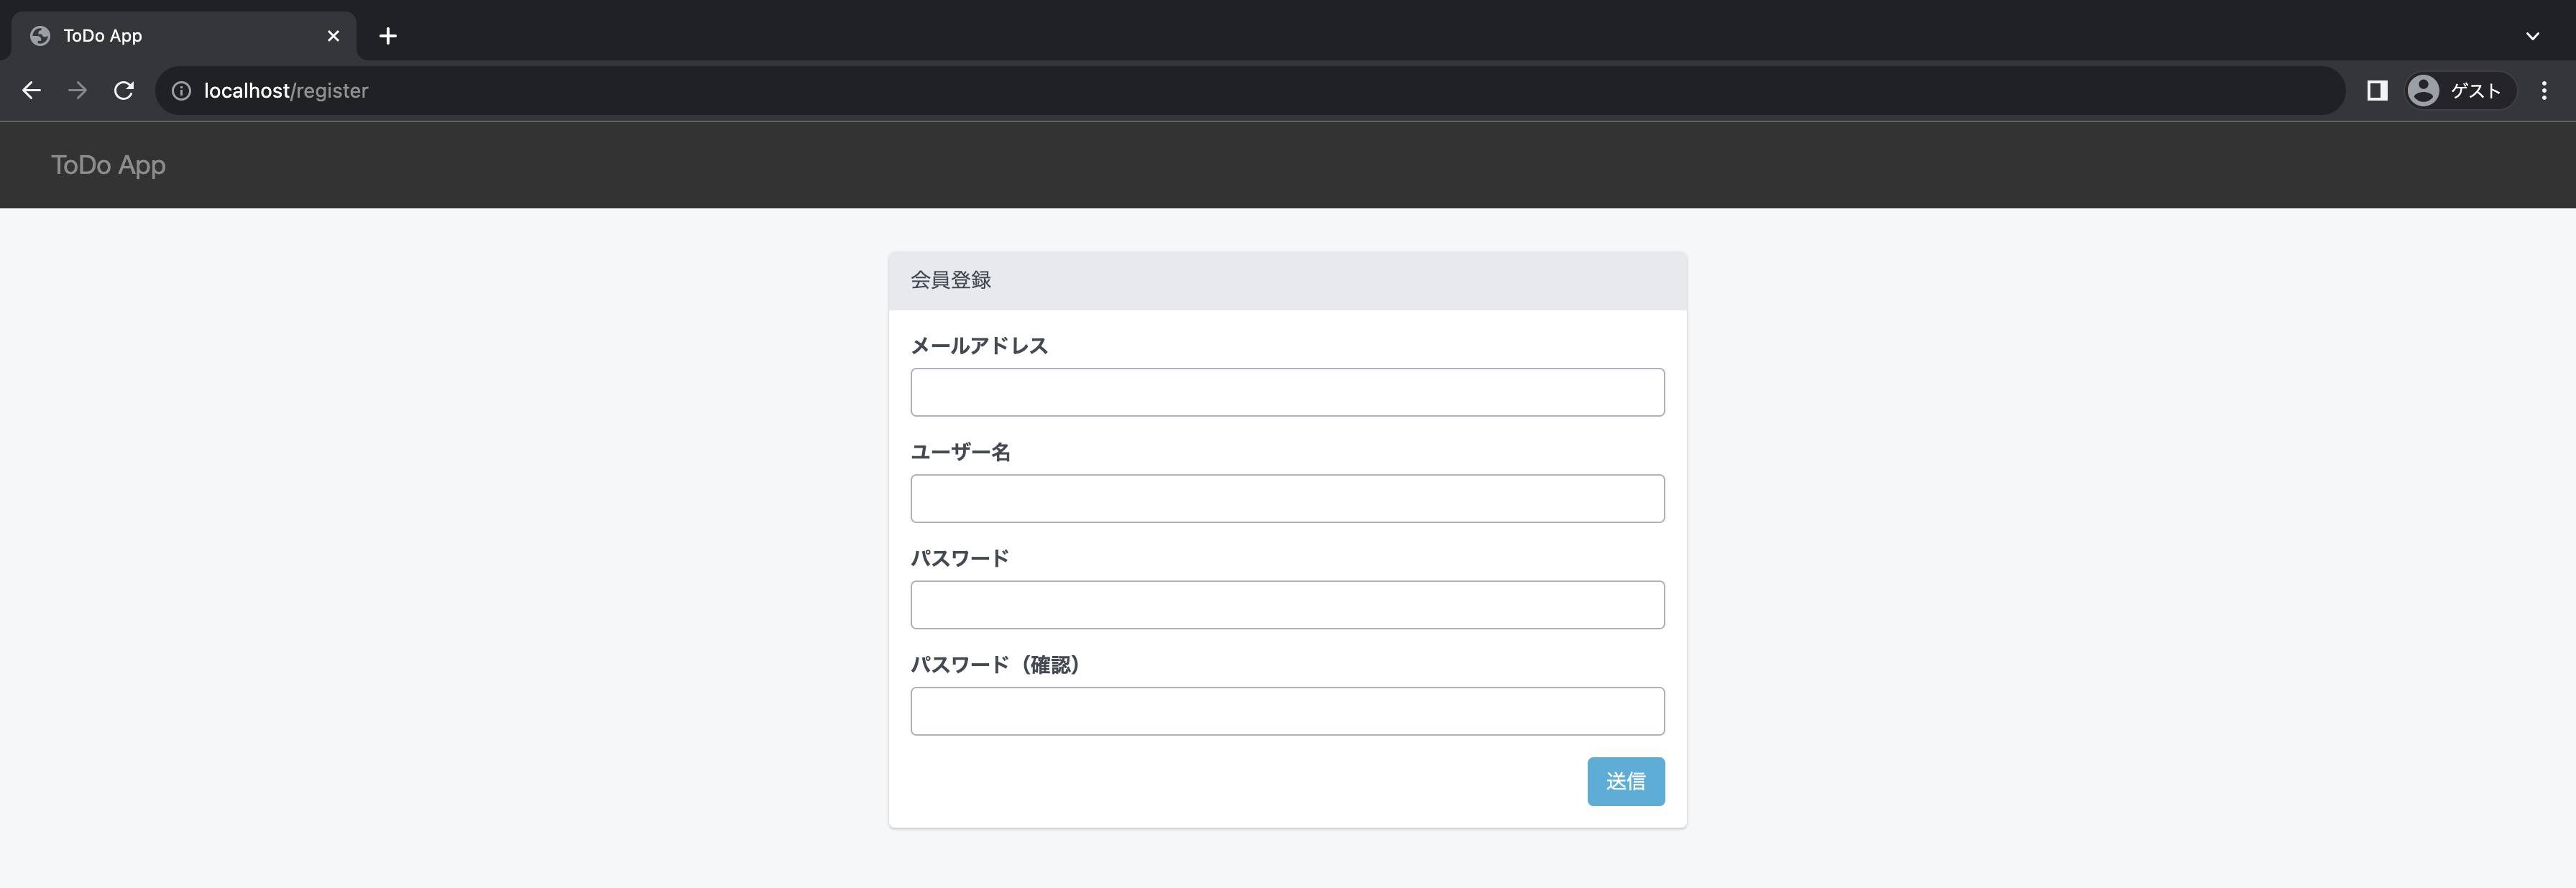 ToDo App
localhost/register
ゲスト
ToDo App
会員登録
メールアドレス
ユーザー名
パスワード
パスワード（確認）
送信